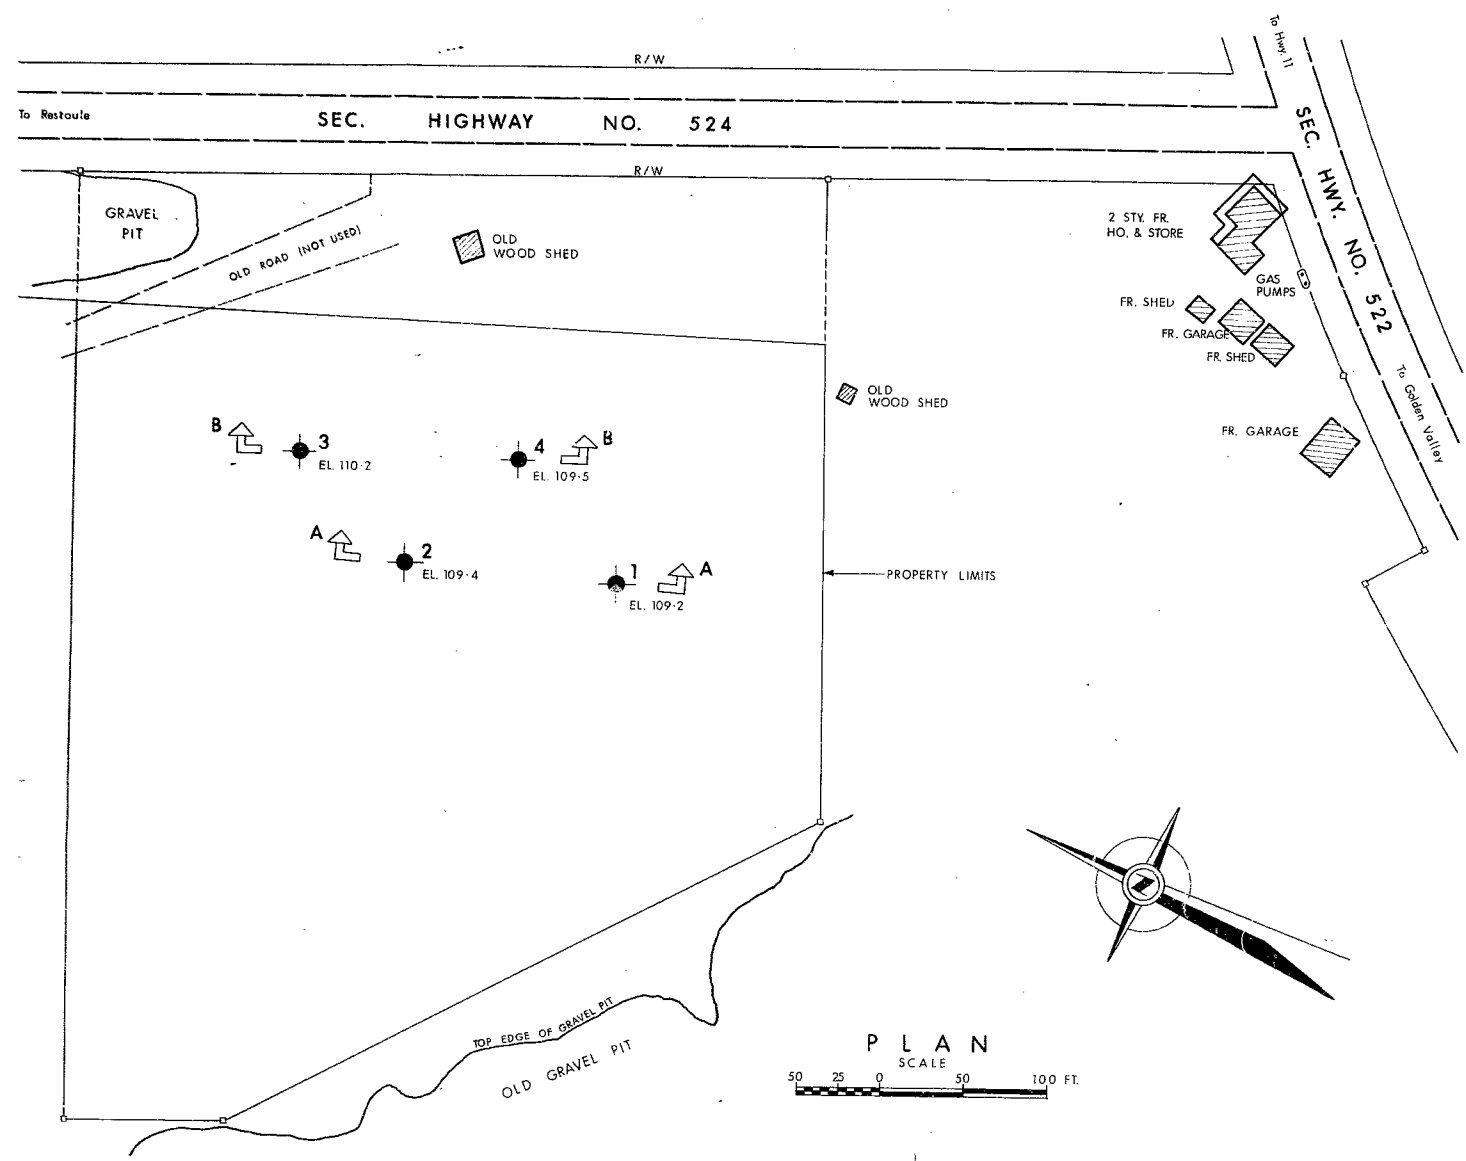 To Hwy. 11
R/W
To Restoule
SEC. HIGHWAY NO. 524
SEC. HWY. NO. 522
R/W
GRAVEL
PIT
OLD ROAD (NOT USED)
OLD
WOOD SHED
2 STY. FR.
HO. & STORE
GAS
PUMPS
FR. SHED
FR. GARAGE
FR. SHED
To Golden Valley
OLD
WOOD SHED
FR. GARAGE
B
3
EL. 110·2
4
EL. 109·5
B
A
2
EL. 109·4
1
EL. 109·2
A
PROPERTY LIMITS
TOP EDGE OF GRAVEL PIT
OLD GRAVEL PIT
N
PLAN
SCALE
50 25 0 50 100 FT.